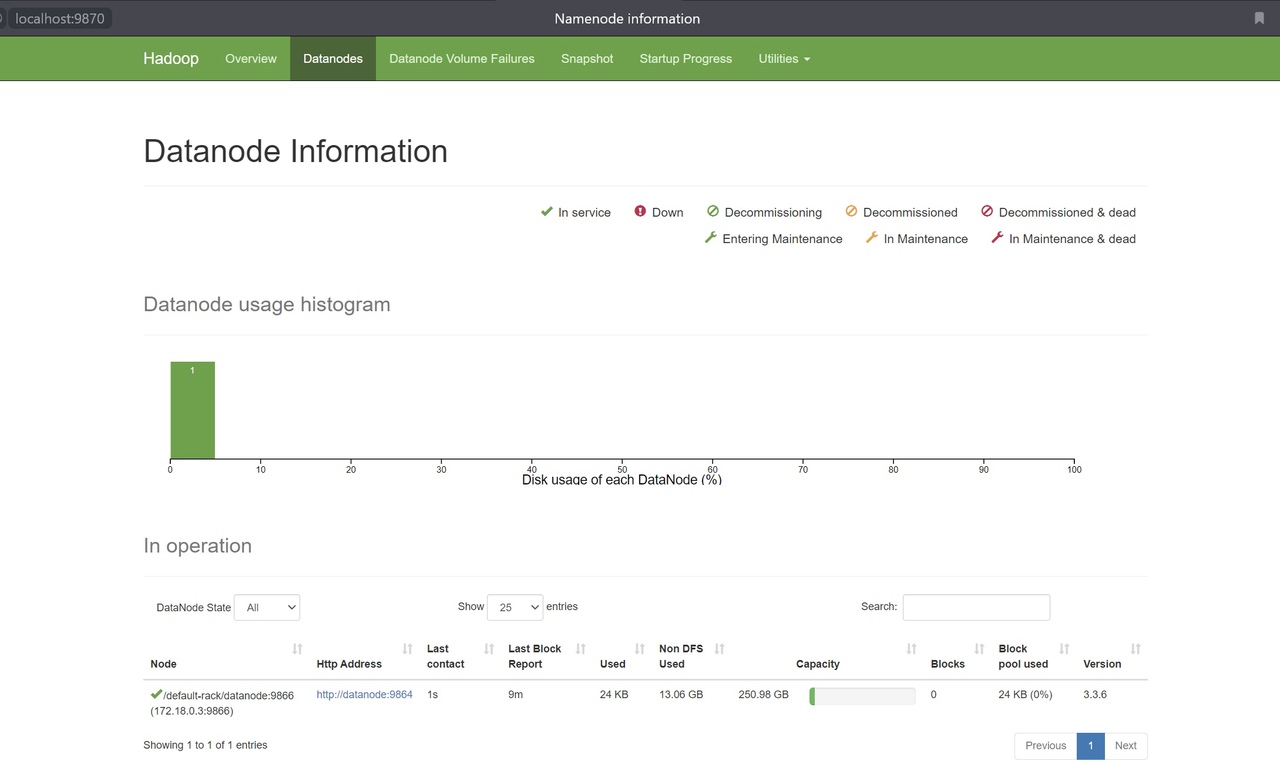 localhost:9870 Namenode information
Hadoop Overview Datanodes Datanode Volume Failures Snapshot Startup Progress Utilities
Datanode Information
In service Down Decommissioning Decommissioned Decommissioned & dead
Entering Maintenance In Maintenance In Maintenance & dead
Datanode usage histogram
1
0 10 20 30 40 50 60 70 80 90 100
Disk usage of each DataNode (%)
In operation
DataNode State All Show 25 entries Search:
Node Http Address Last contact Last Block Report Used Non DFS Used Capacity Blocks Block pool used Version
/default-rack/datanode:9866 http://datanode:9864 1s 9m 24 KB 13.06 GB 250.98 GB 0 24 KB (0%) 3.3.6
(172.18.0.3:9866)
Showing 1 to 1 of 1 entries Previous 1 Next